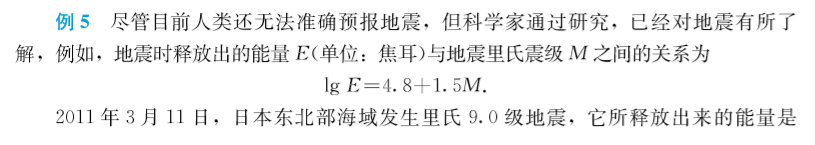 例 5 尽管目前人类还无法准确预报地震，但科学家通过研究，已经对地震有所了
解，例如，地震时释放出的能量 E(单位：焦耳)与地震里氏震级 M 之间的关系为
lg E=4.8+1.5M.
2011 年 3 月 11 日，日本东北部海域发生里氏 9.0 级地震，它所释放出来的能量是